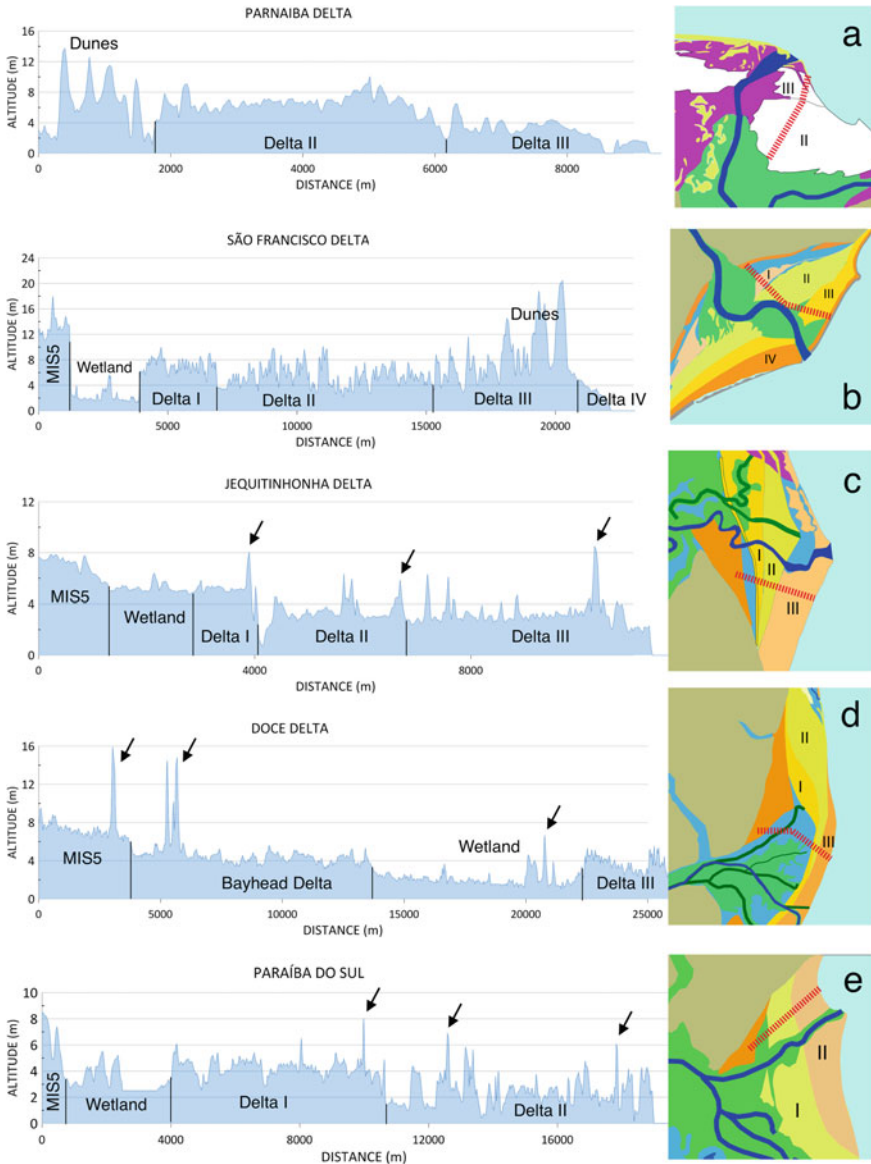 PARNAIBA DELTA
ALTITUDE (m)
16
12
8
4
0
Dunes
Delta II
Delta III
0 2000 4000 6000 8000
DISTANCE (m)
a
III
II
SÃO FRANCISCO DELTA
ALTITUDE (m)
24
20
16
12
8
4
0
MIS5
Wetland
Delta I
Delta II
Dunes
Delta III
Delta IV
0 5000 10000 15000 20000
DISTANCE (m)
I
II
III
IV
b
JEQUITINHONHA DELTA
ALTITUDE (m)
12
8
4
0
MIS5
Wetland
Delta I
Delta II
Delta III
0 4000 8000
DISTANCE (m)
c
I
II
III
DOCE DELTA
ALTITUDE (m)
16
12
8
4
0
MIS5
Bayhead Delta
Wetland
Delta III
0 5000 10000 15000 20000 25000
DISTANCE (m)
d
II
I
III
PARAÍBA DO SUL
ALTITUDE (m)
10
8
6
4
2
0
MIS5
Wetland
Delta I
Delta II
0 4000 8000 12000 16000
DISTANCE (m)
e
II
I